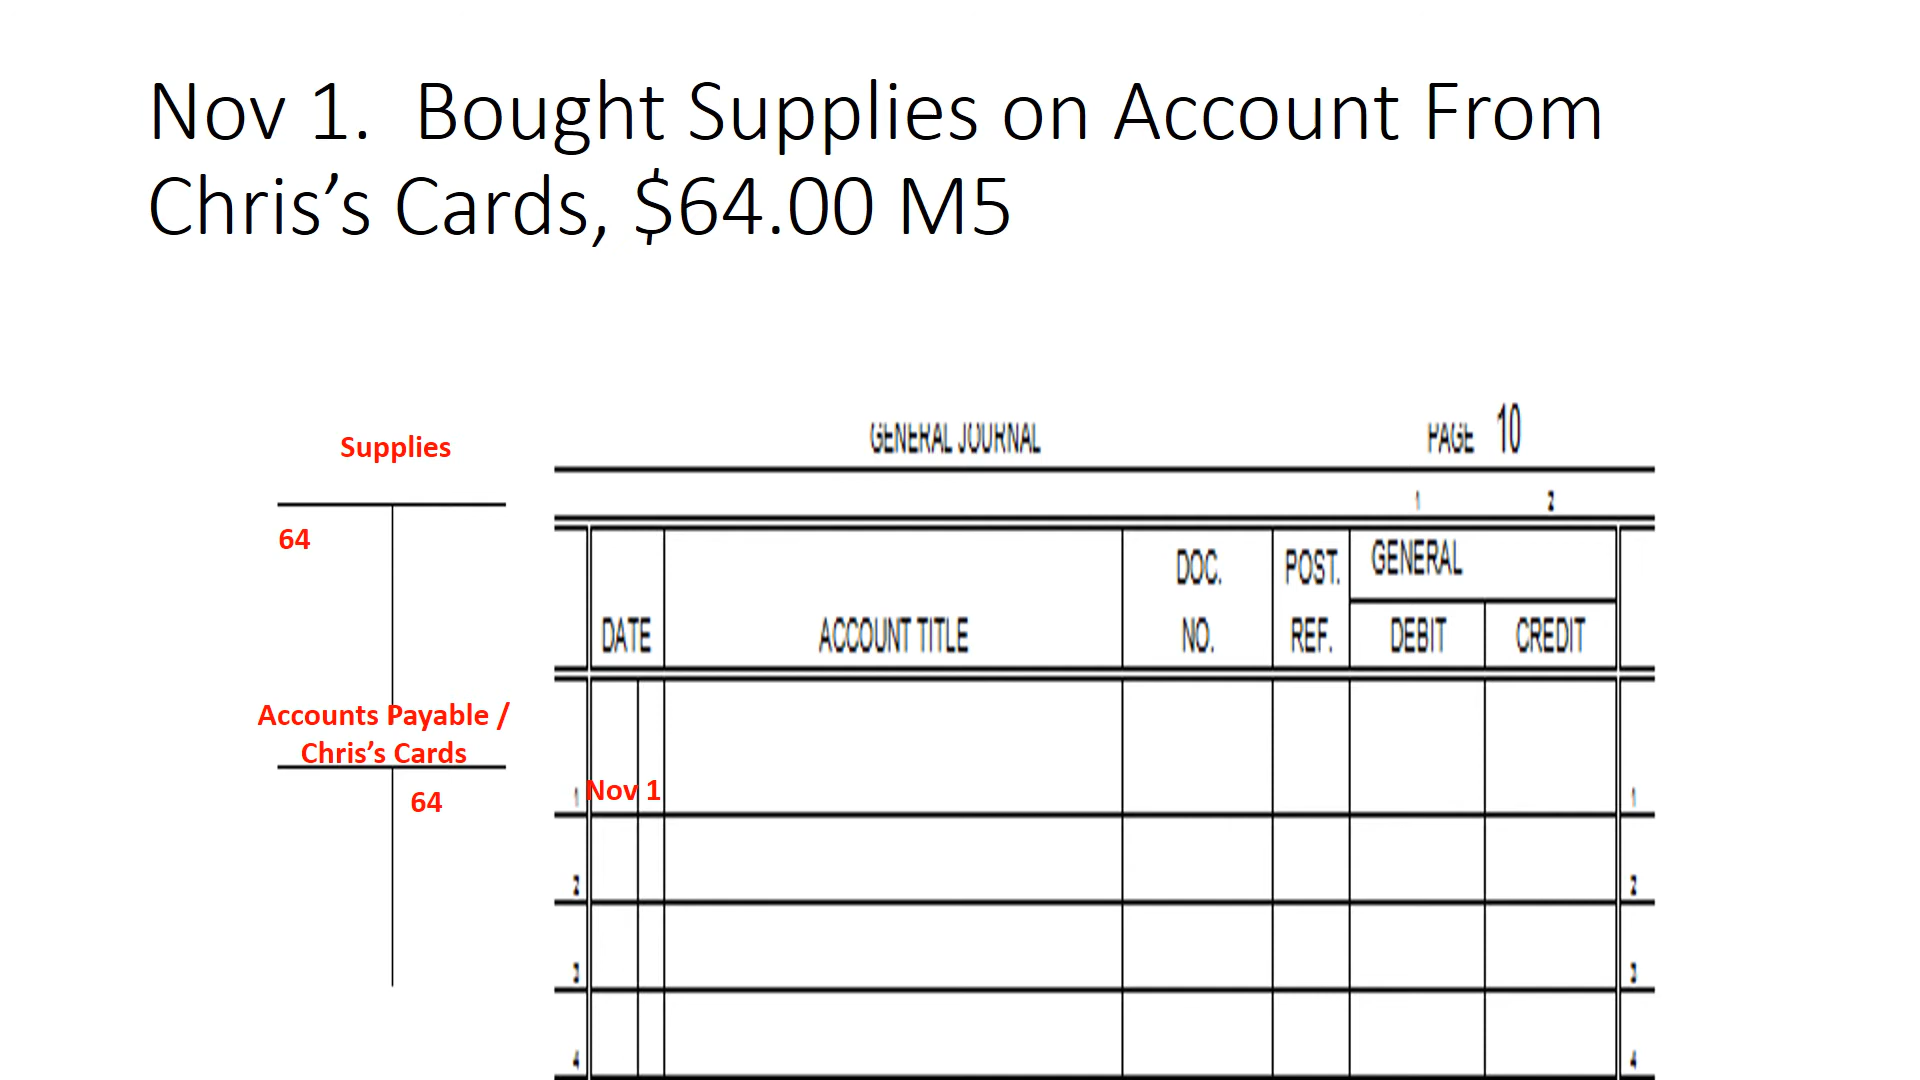 Nov 1.  Bought Supplies on Account From
Chris’s Cards, $64.00 M5
Supplies
64
Accounts Payable /
Chris’s Cards
64
GENERAL JOURNAL
PAGE 10
1 2
DOC. POST. GENERAL
DATE ACCOUNT TITLE NO. REF. DEBIT CREDIT
1 Nov 1 1
2 2
3 3
4 4